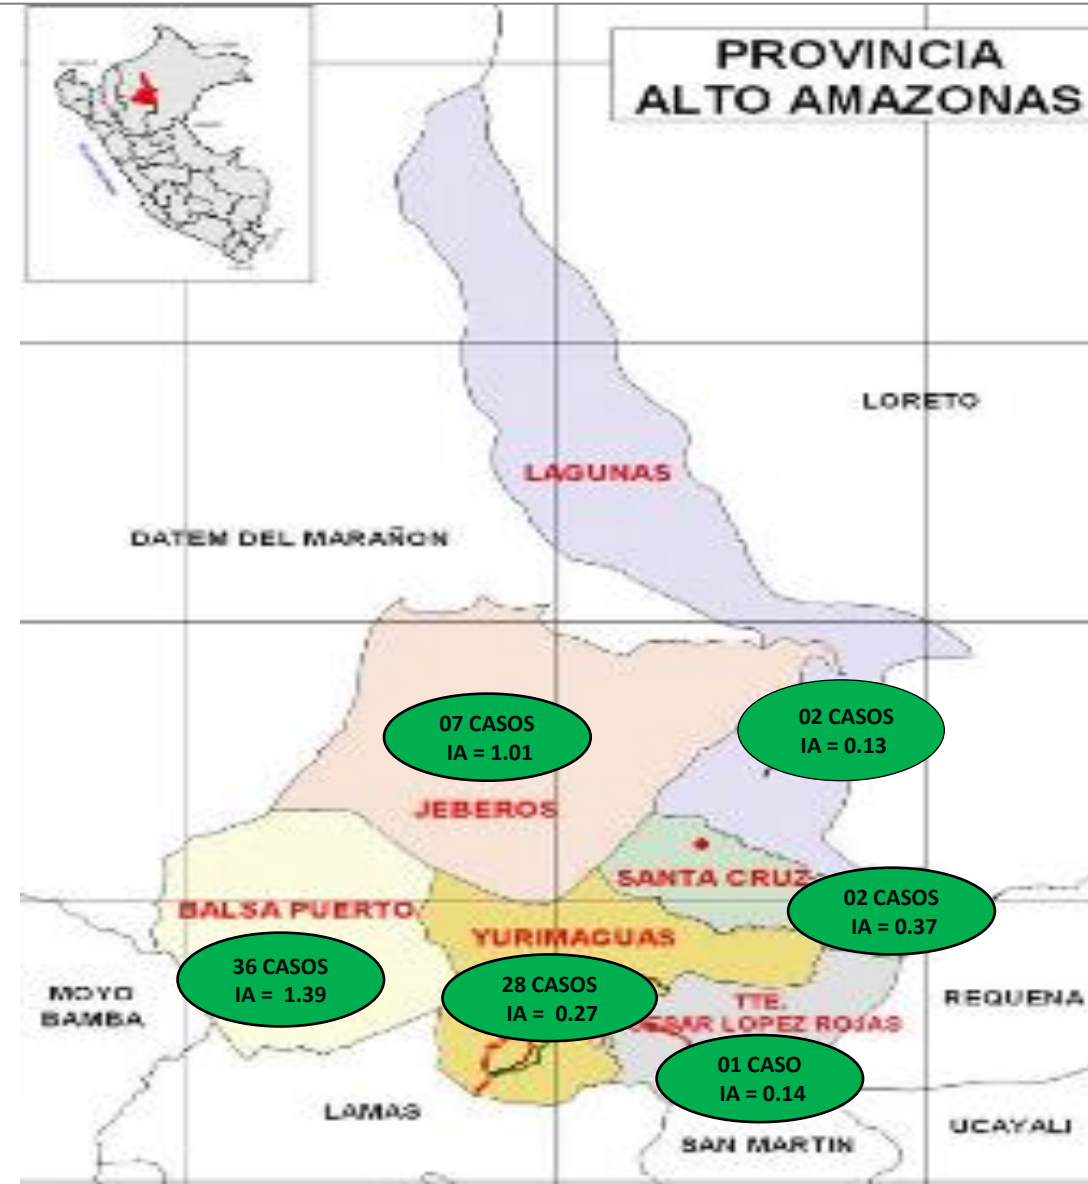 PROVINCIA
ALTO AMAZONAS
LORETO
LAGUNAS
DATEM DEL MARAÑON
07 CASOS
IA = 1.01
02 CASOS
IA = 0.13
JEBEROS
SANTA CRUZ
02 CASOS
IA = 0.37
BALSA PUERTO
YURIMAGUAS
36 CASOS
IA = 1.39
28 CASOS
IA = 0.27
MOYO
BAMBA
TTE.
ESAR LOPEZ ROJAS
REQUENA
01 CASO
IA = 0.14
LAMAS
SAN MARTIN
UCAYALI